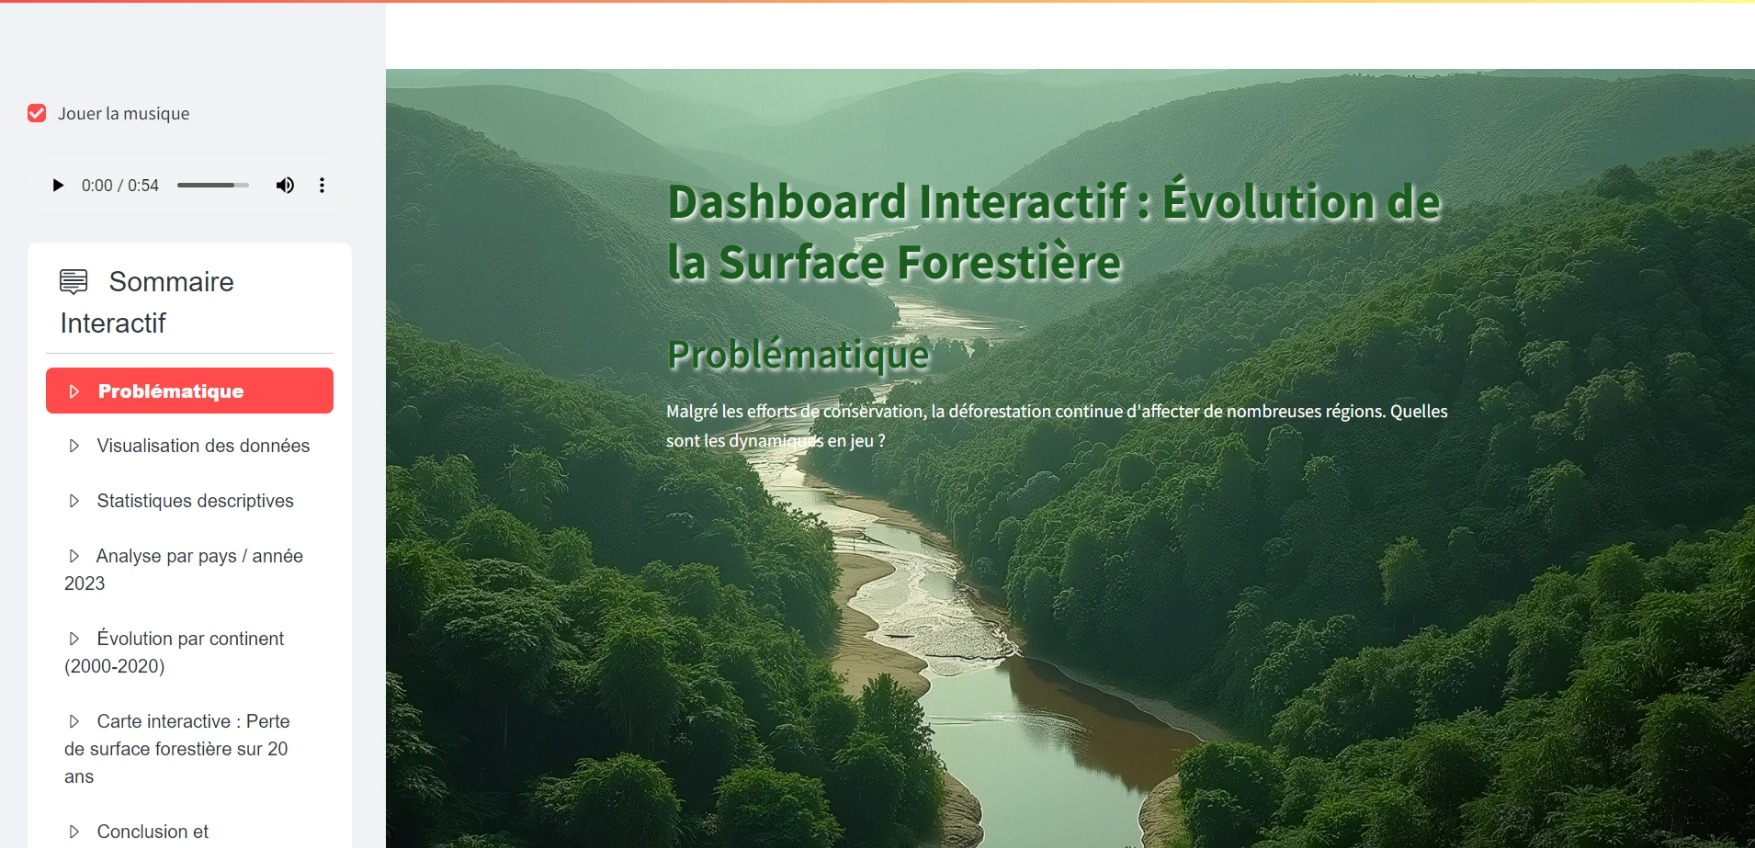 Jouer la musique
0:00 / 0:54
Sommaire
Interactif
Problématique
Visualisation des données
Statistiques descriptives
Analyse par pays / année
2023
Évolution par continent
(2000-2020)
Carte interactive : Perte
de surface forestière sur 20
ans
Conclusion et
Dashboard Interactif : Évolution de
la Surface Forestière
Problématique
Malgré les efforts de conservation, la déforestation continue d'affecter de nombreuses régions. Quelles
sont les dynamiques en jeu ?